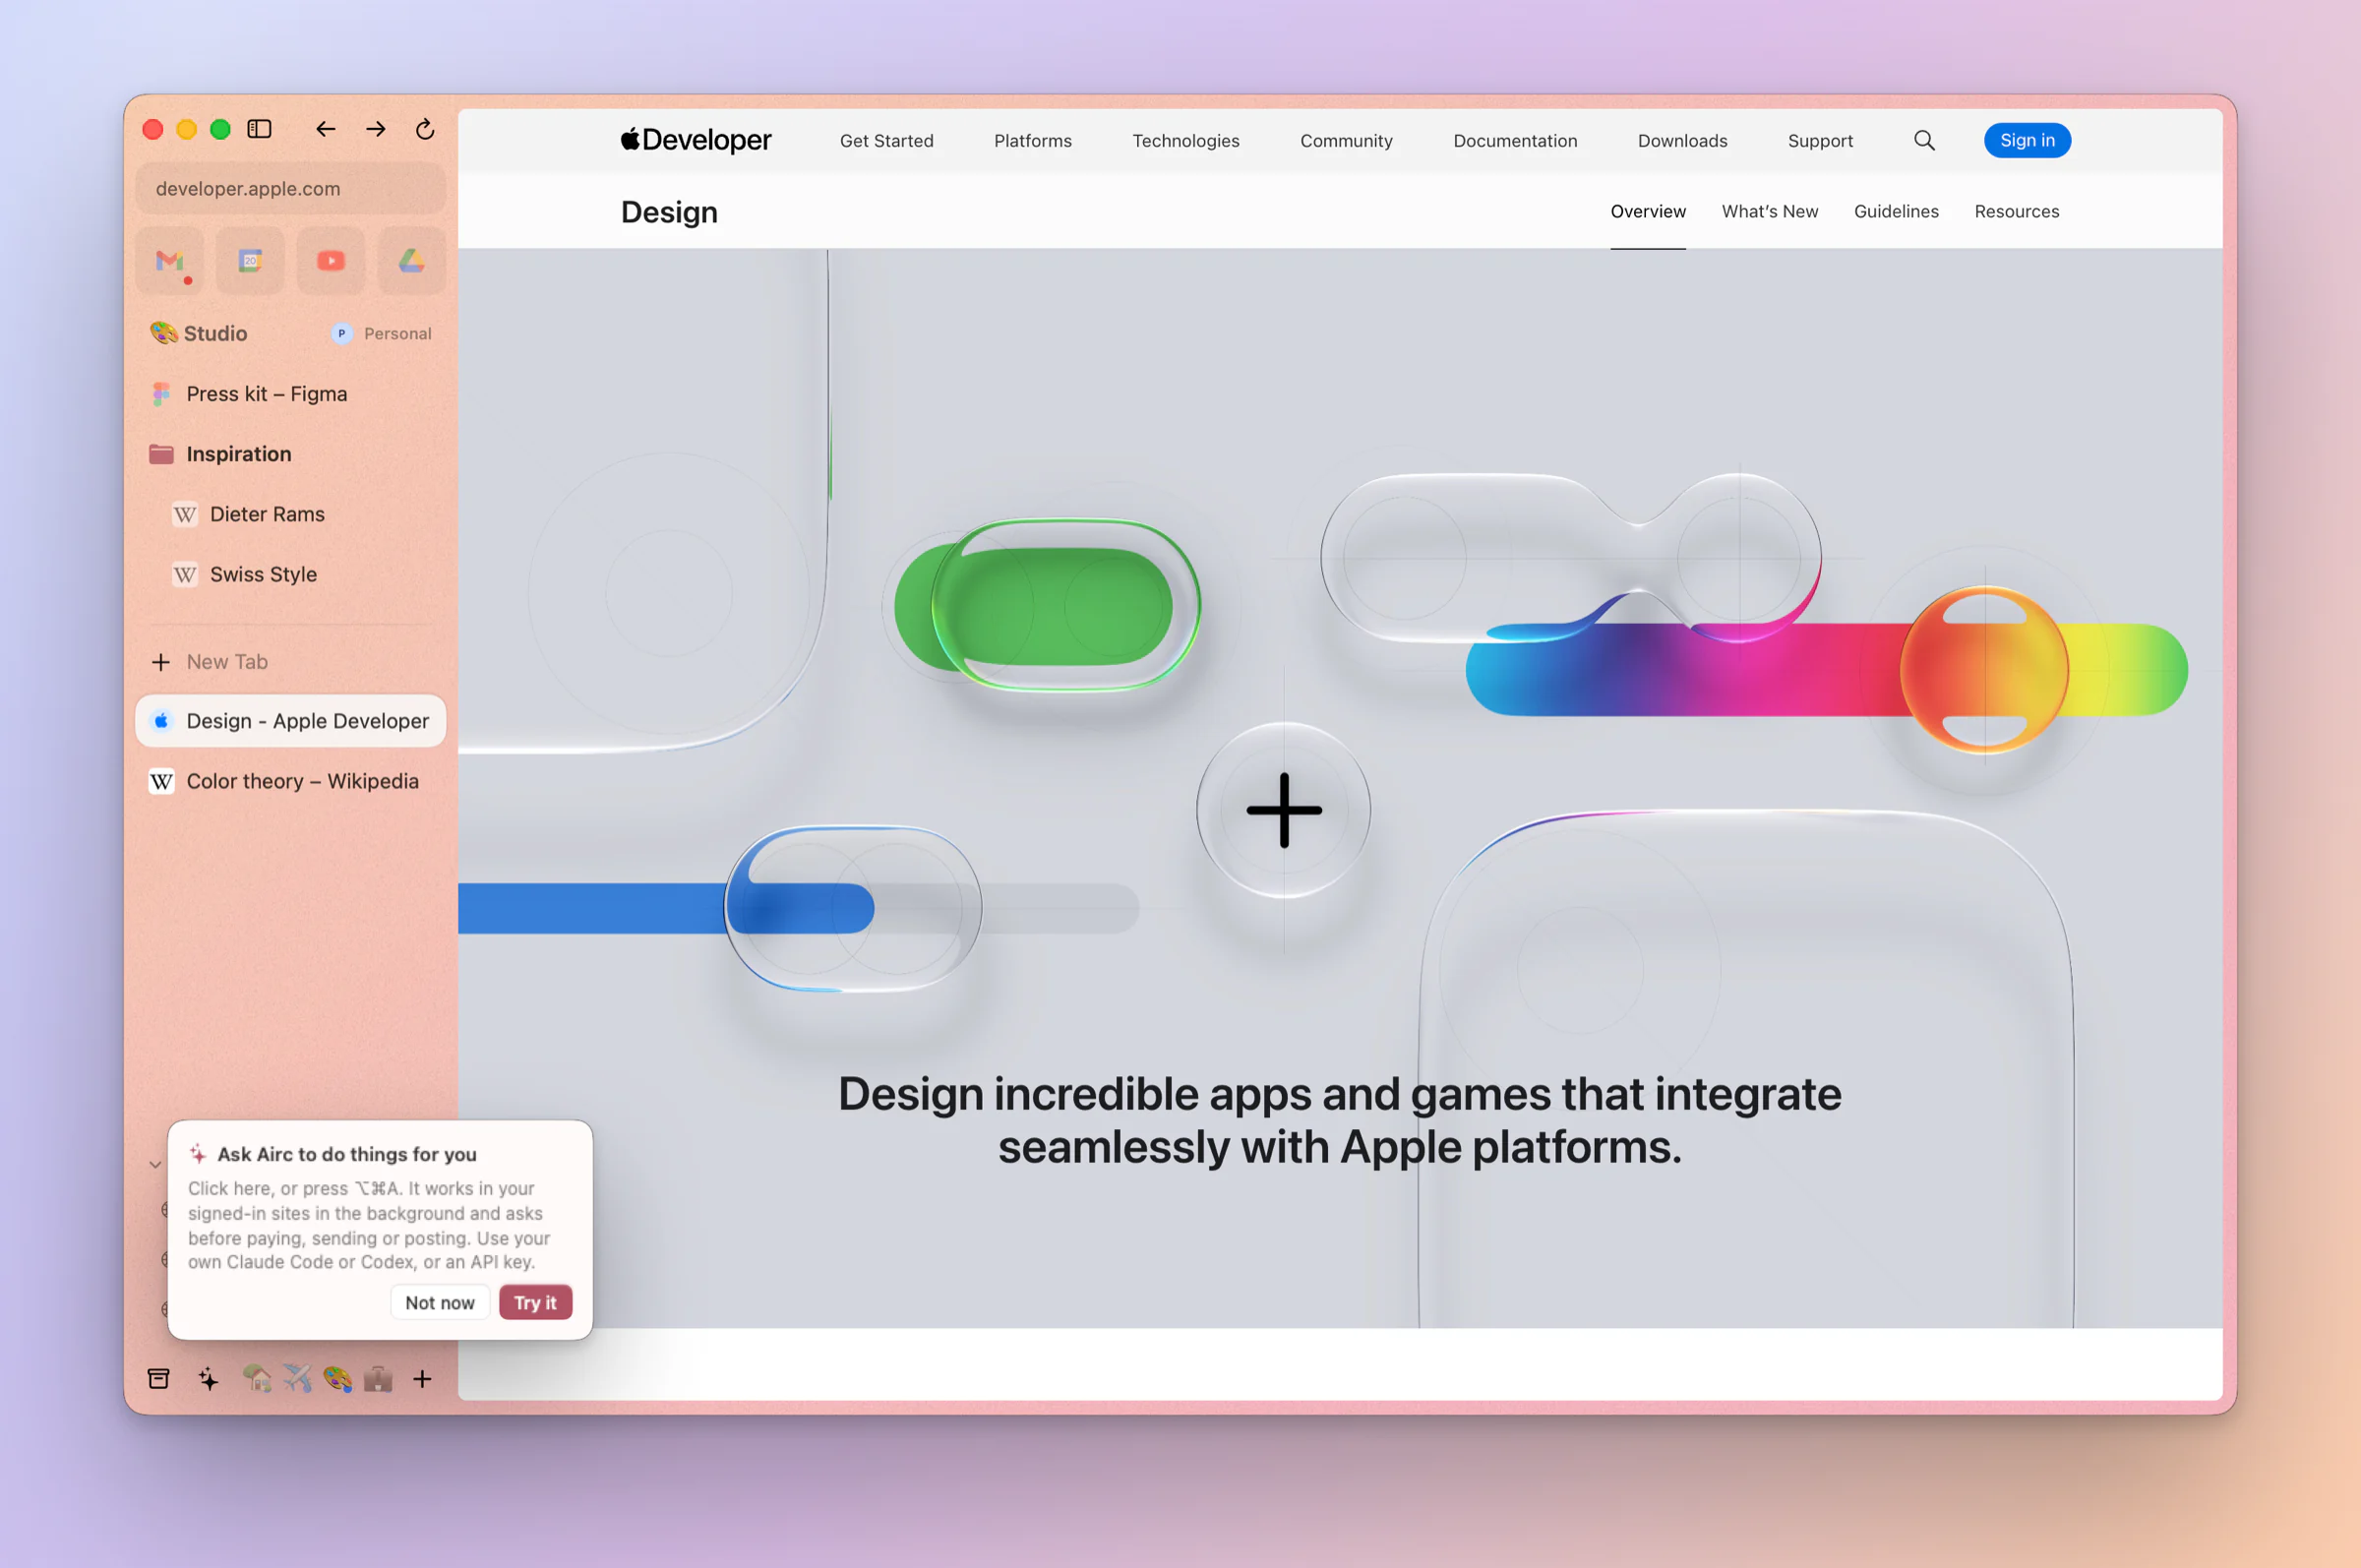 developer.apple.com
20
Studio
P Personal
Press kit – Figma
Inspiration
W Dieter Rams
W Swiss Style
New Tab
Design - Apple Developer
W Color theory – Wikipedia
Ask Airc to do things for you
Click here, or press ⌥⌘A. It works in your
signed-in sites in the background and asks
before paying, sending or posting. Use your
own Claude Code or Codex, or an API key.
Not now
Try it
Developer
Get Started
Platforms
Technologies
Community
Documentation
Downloads
Support
Sign in
Design
Overview
What’s New
Guidelines
Resources
Design incredible apps and games that integrate
seamlessly with Apple platforms.